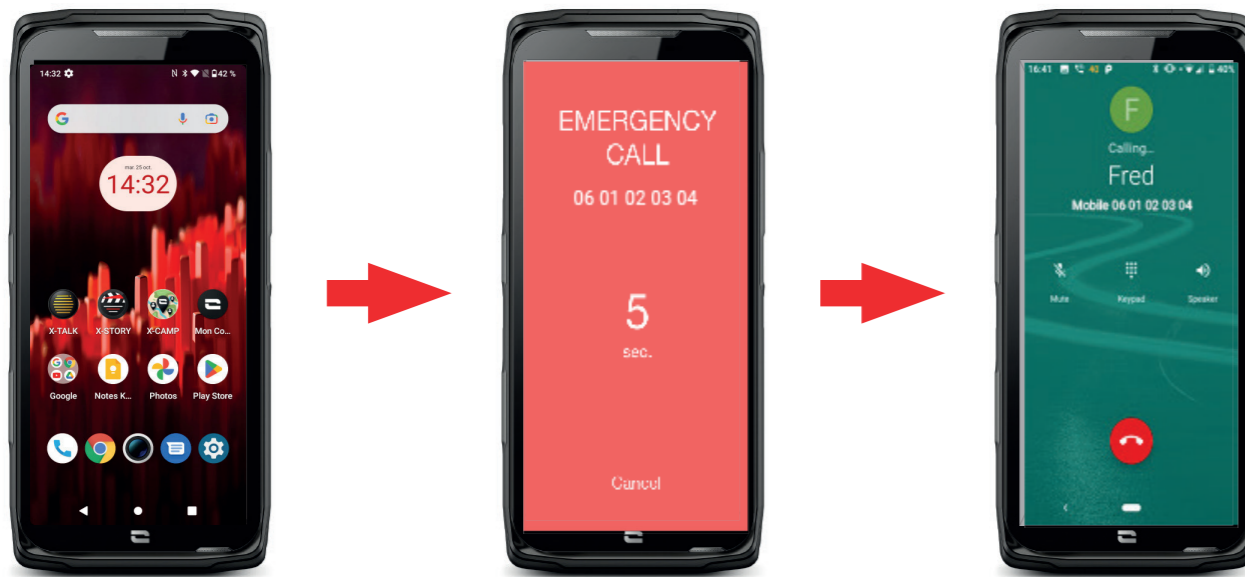 14:32
N
42 %
G
mar. 25 oct.
14:32
X-TALK
X-STORY
X-CAMP
Mon Co...
Google
Notes K...
Photos
Play Store
EMERGENCY
CALL
06 01 02 03 04
5
sec.
Cancel
16:41
40%
F
Calling...
Fred
Mobile 06 01 02 03 04
Mute
Keypad
Speaker